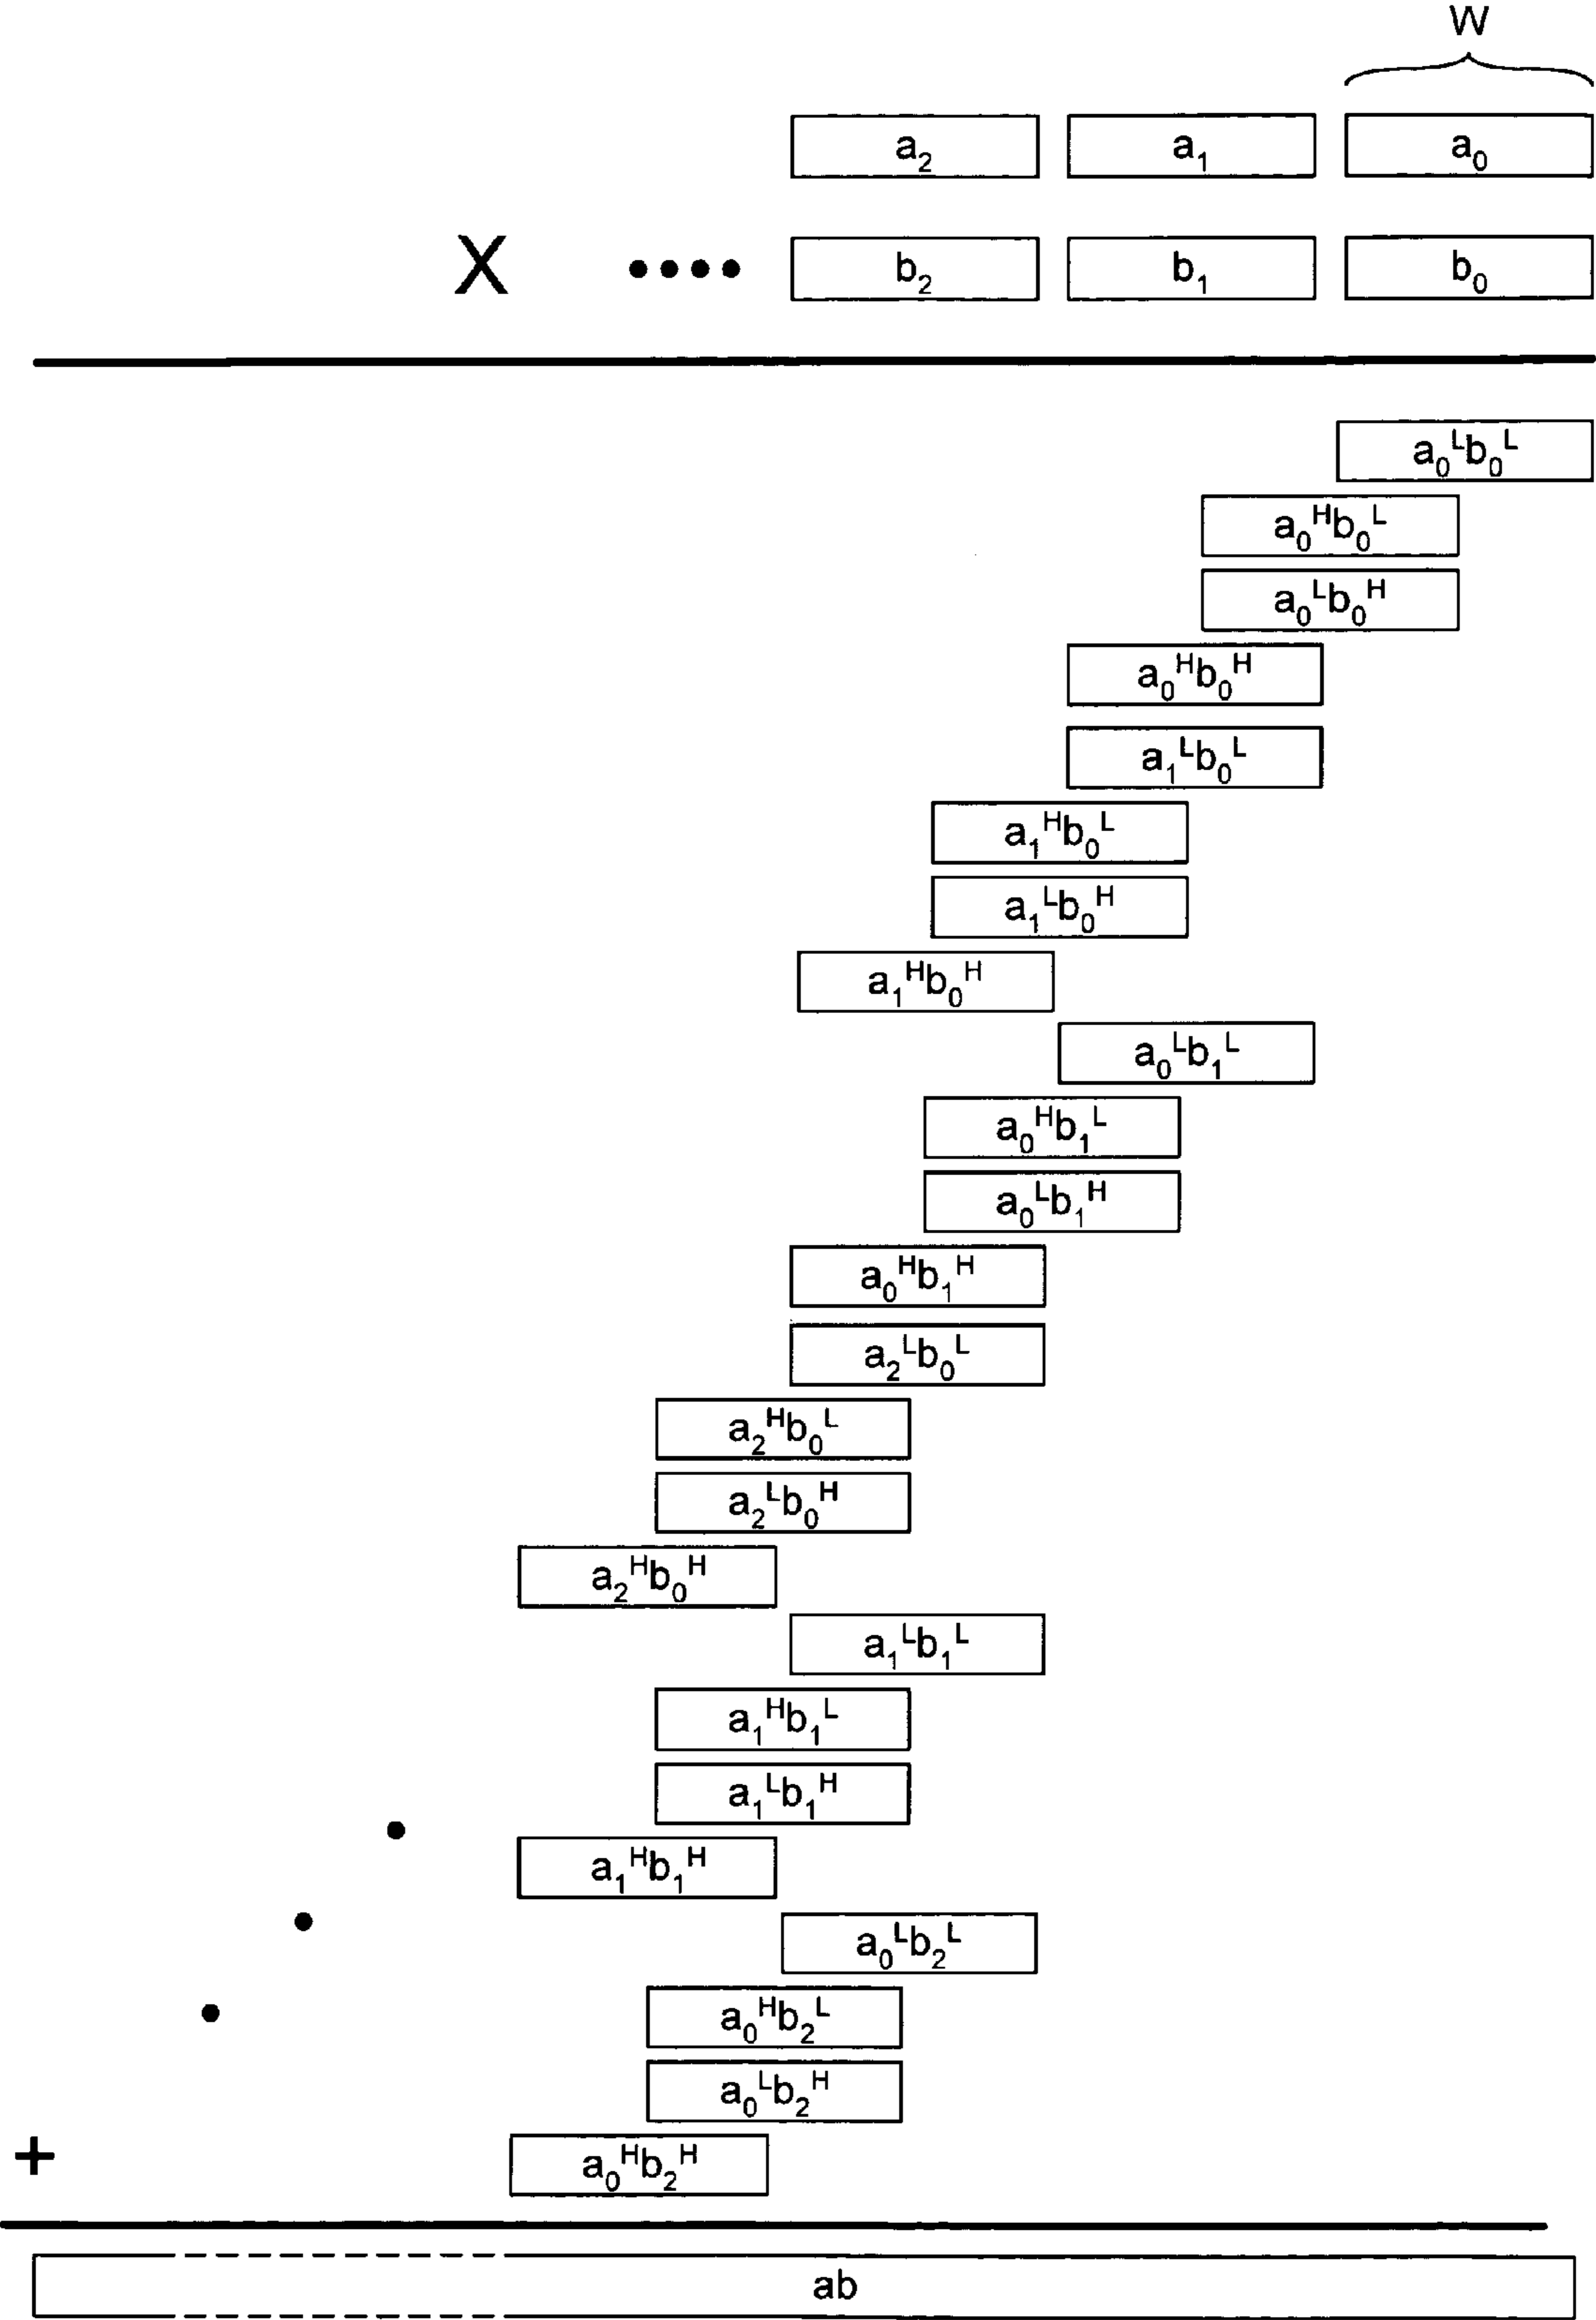 W
a₂ a₁ a₀
X •••• b₂ b₁ b₀
a₀ᴸb₀ᴸ
a₀ᴴb₀ᴸ
a₀ᴸb₀ᴴ
a₀ᴴb₀ᴴ
a₁ᴸb₀ᴸ
a₁ᴴb₀ᴸ
a₁ᴸb₀ᴴ
a₁ᴴb₀ᴴ
a₀ᴸb₁ᴸ
a₀ᴴb₁ᴸ
a₀ᴸb₁ᴴ
a₀ᴴb₁ᴴ
a₂ᴸb₀ᴸ
a₂ᴴb₀ᴸ
a₂ᴸb₀ᴴ
a₂ᴴb₀ᴴ
a₁ᴸb₁ᴸ
a₁ᴴb₁ᴸ
a₁ᴸb₁ᴴ
a₁ᴴb₁ᴴ
a₀ᴸb₂ᴸ
a₀ᴴb₂ᴸ
a₀ᴸb₂ᴴ
+ a₀ᴴb₂ᴴ
ab